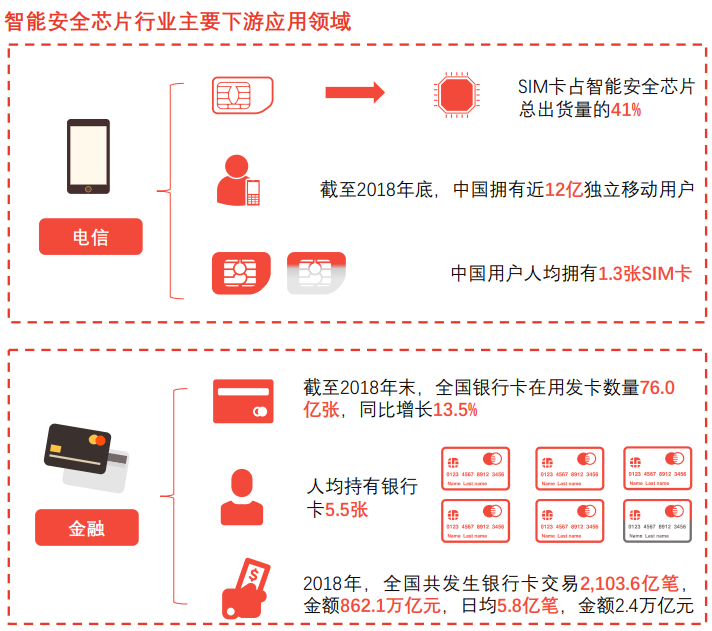 智能安全芯片行业主要下游应用领域
SIM卡占智能安全芯片
总出货量的41%
截至2018年底，中国拥有近12亿独立移动用户
电信
中国用户人均拥有1.3张SIM卡
截至2018年末，全国银行卡在用发卡数量76.0
亿张，同比增长13.5%
人均持有银行
卡5.5张
0123 4567 8912 3456
Name Last name
0123 4567 8912 3456
Name Last name
0123 4567 8912 3456
Name Last name
0123 4567 8912 3456
Name Last name
0123 4567 8912 3456
Name Last name
0123 4567 8912 3456
Name Last name
金融
2018年，全国共发生银行卡交易2,103.6亿笔，
金额862.1万亿元，日均5.8亿笔，金额2.4万亿元